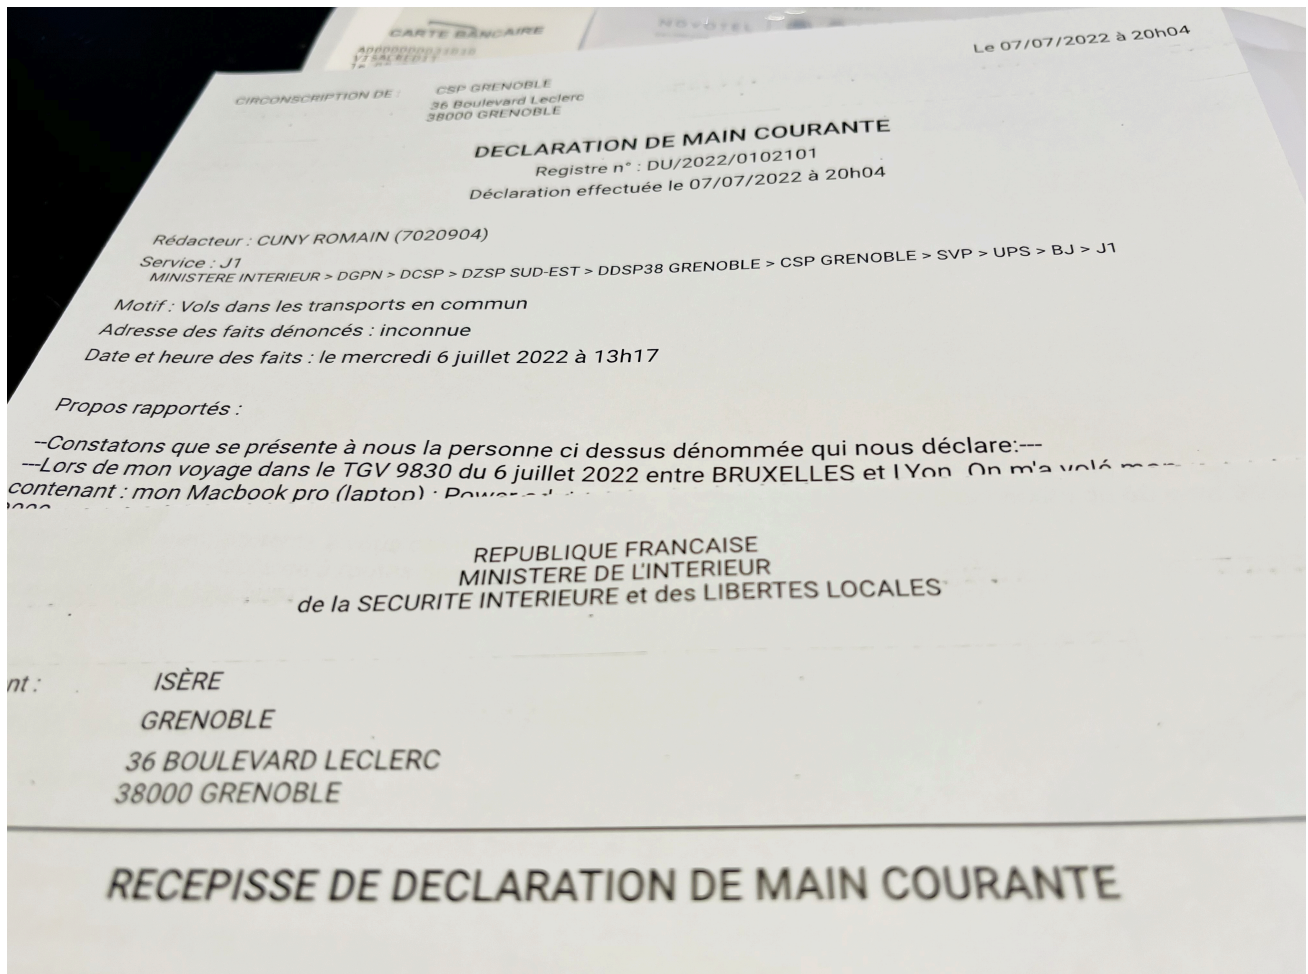 CARTE BANCAIRE
A0000000031010
VISA CREDIT
NOVOTEL
Le 07/07/2022 à 20h04
CIRCONSCRIPTION DE :
CSP GRENOBLE
36 Boulevard Leclerc
38000 GRENOBLE
DECLARATION DE MAIN COURANTE
Registre n° : DU/2022/0102101
Déclaration effectuée le 07/07/2022 à 20h04
Rédacteur : CUNY ROMAIN (7020904)
Service : J1
MINISTERE INTERIEUR > DGPN > DCSP > DZSP SUD-EST > DDSP38 GRENOBLE > CSP GRENOBLE > SVP > UPS > BJ > J1
Motif : Vols dans les transports en commun
Adresse des faits dénoncés : inconnue
Date et heure des faits : le mercredi 6 juillet 2022 à 13h17
Propos rapportés :
--Constatons que se présente à nous la personne ci dessus dénommée qui nous déclare:---
---Lors de mon voyage dans le TGV 9830 du 6 juillet 2022 entre BRUXELLES et LYon. On m'a volé mon
contenant : mon Macbook pro (laptop) ;
REPUBLIQUE FRANCAISE
MINISTERE DE L'INTERIEUR
de la SECURITE INTERIEURE et des LIBERTES LOCALES
nt :
ISÈRE
GRENOBLE
36 BOULEVARD LECLERC
38000 GRENOBLE
RECEPISSE DE DECLARATION DE MAIN COURANTE